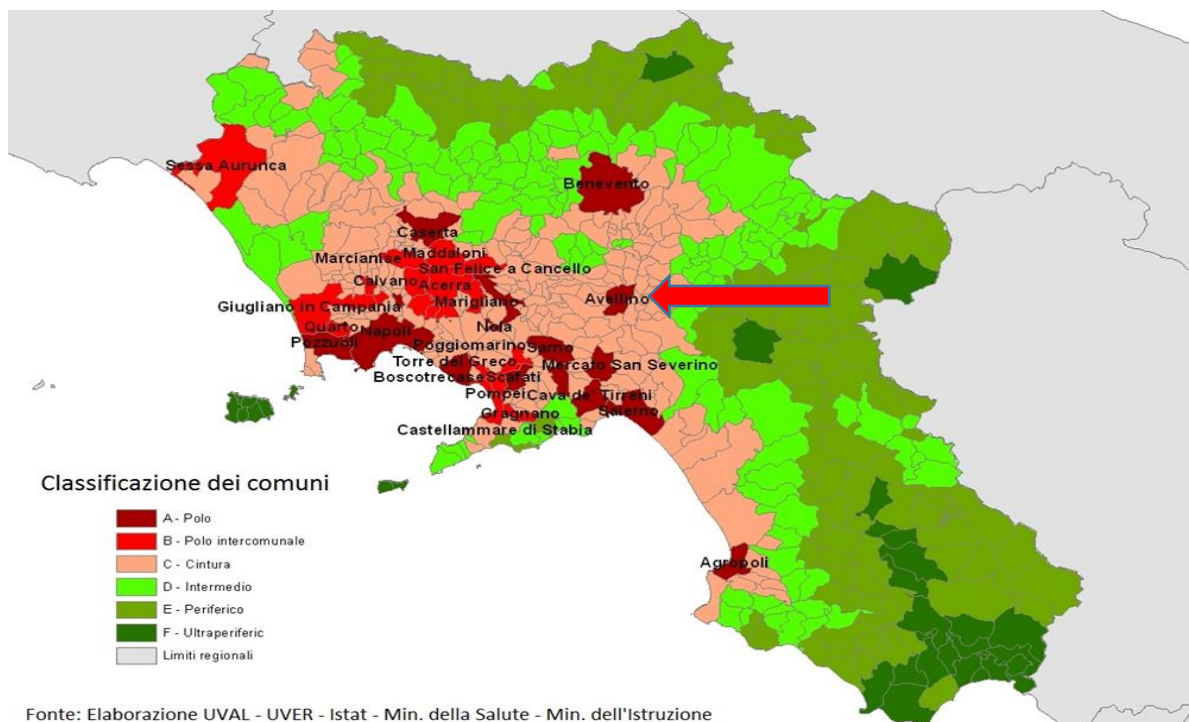 Sessa Aurunca
Benevento
Caserta
Maddaloni
Marcianise
San Felice a Cancello
Caivano
Acerra
Avellino
Marigliano
Giugliano in Campania
Nola
Quarto
Napoli
Pozzuoli
Poggiomarino
Sarno
Torre del Greco
Mercato San Severino
Boscotrecase
Scafati
Pompei
Cava de' Tirreni
Salerno
Gragnano
Castellammare di Stabia
Agropoli
Classificazione dei comuni
A - Polo
B - Polo intercomunale
C - Cintura
D - Intermedio
E - Periferico
F - Ultraperiferic
Limiti regionali
Fonte: Elaborazione UVAL - UVER - Istat - Min. della Salute - Min. dell'Istruzione